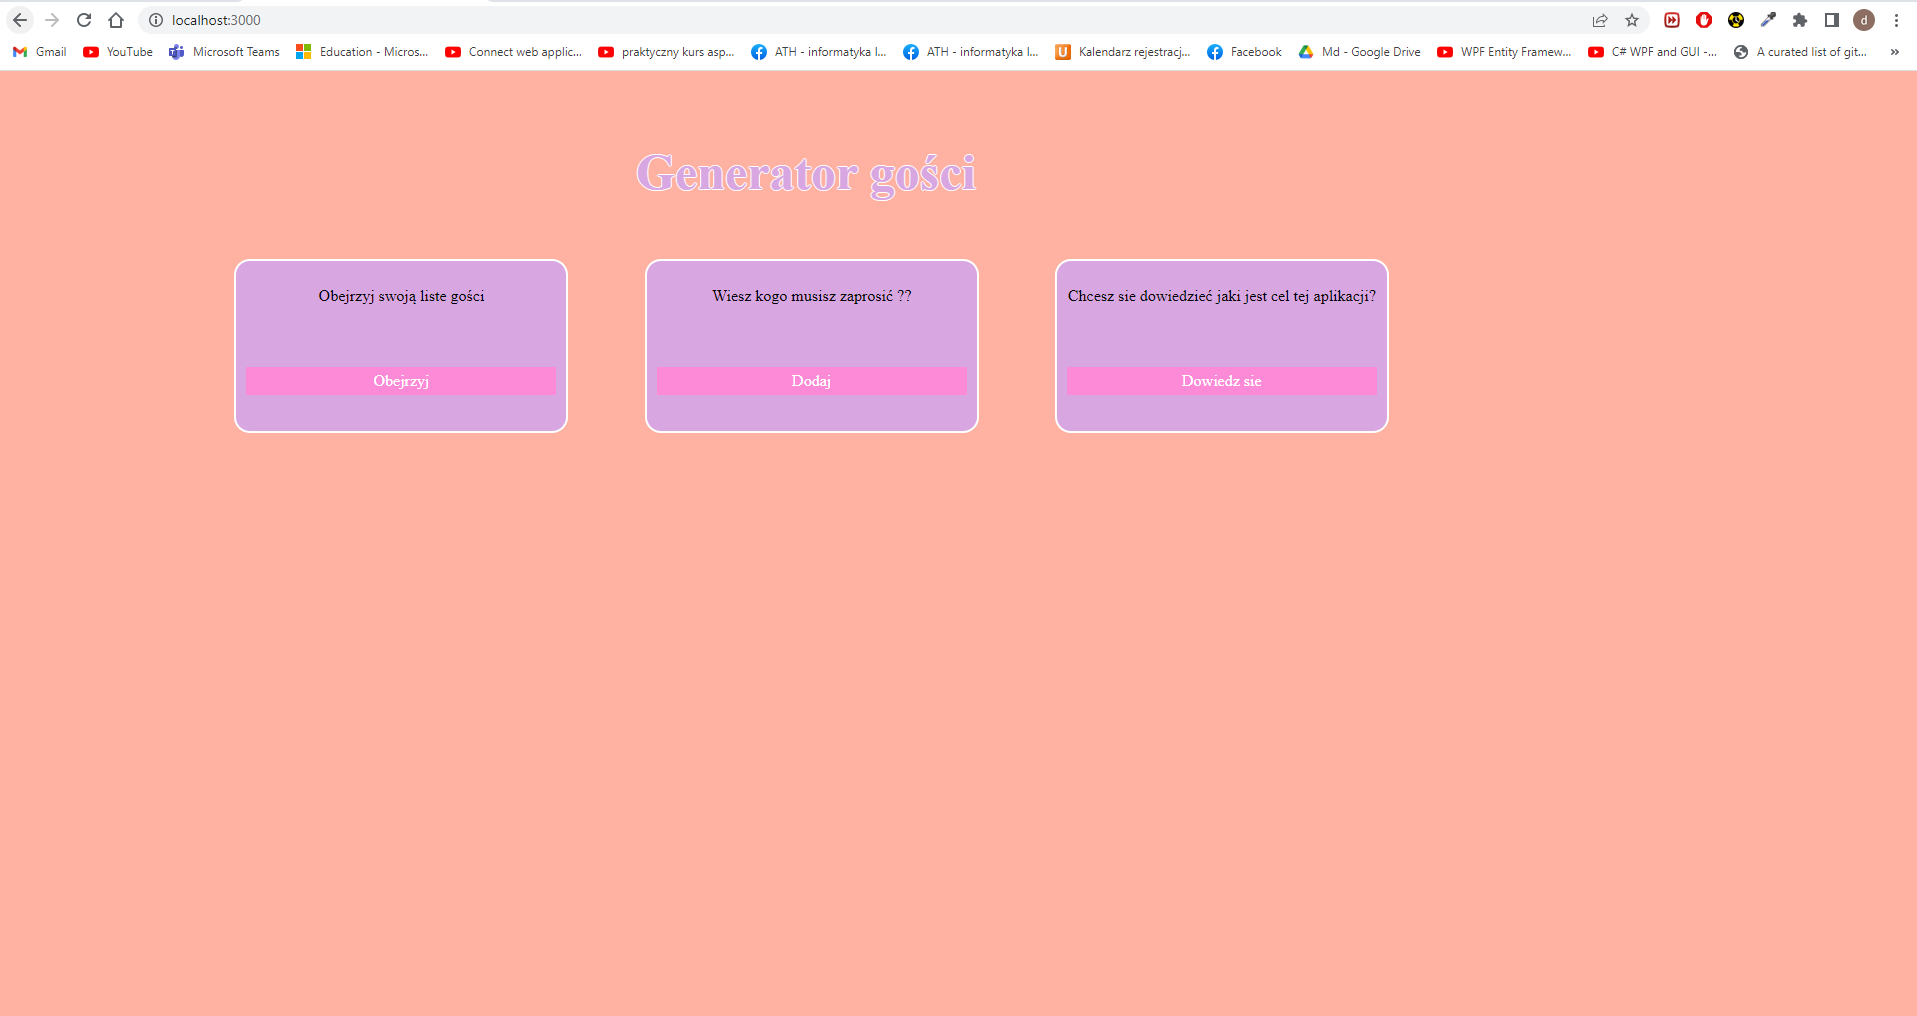 localhost:3000
d
Gmail YouTube Microsoft Teams Education - Micros... Connect web applic... praktyczny kurs asp... ATH - informatyka I... ATH - informatyka I... U Kalendarz rejestracj... Facebook Md - Google Drive WPF Entity Framew... C# WPF and GUI -... A curated list of git... »
Generator gości
Obejrzyj swoją liste gości
Obejrzyj
Wiesz kogo musisz zaprosić ??
Dodaj
Chcesz sie dowiedzieć jaki jest cel tej aplikacji?
Dowiedz sie